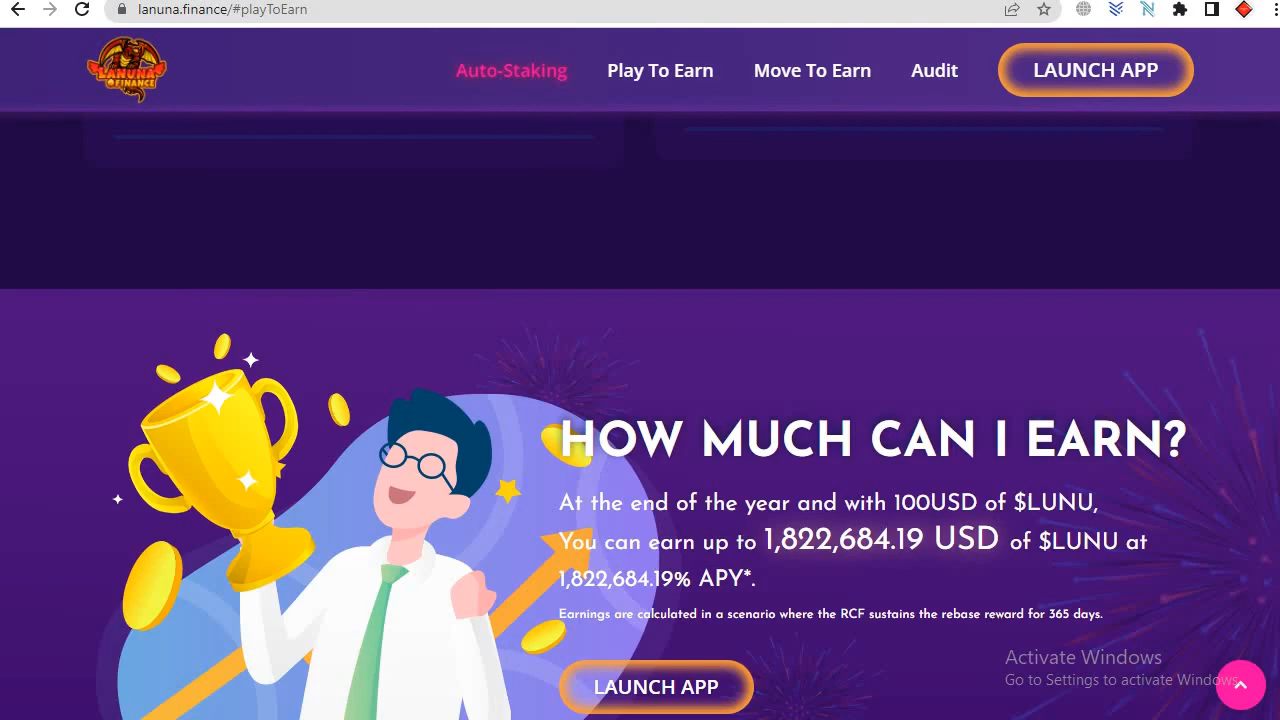 lanuna.finance/#playToEarn
LANUNA
FINANCE
Auto-Staking
Play To Earn
Move To Earn
Audit
LAUNCH APP
HOW MUCH CAN I EARN?
At the end of the year and with 100USD of $LUNU,
You can earn up to 1,822,684.19 USD of $LUNU at
1,822,684.19% APY*.
Earnings are calculated in a scenario where the RCF sustains the rebase reward for 365 days.
LAUNCH APP
Activate Windows
Go to Settings to activate Windows.